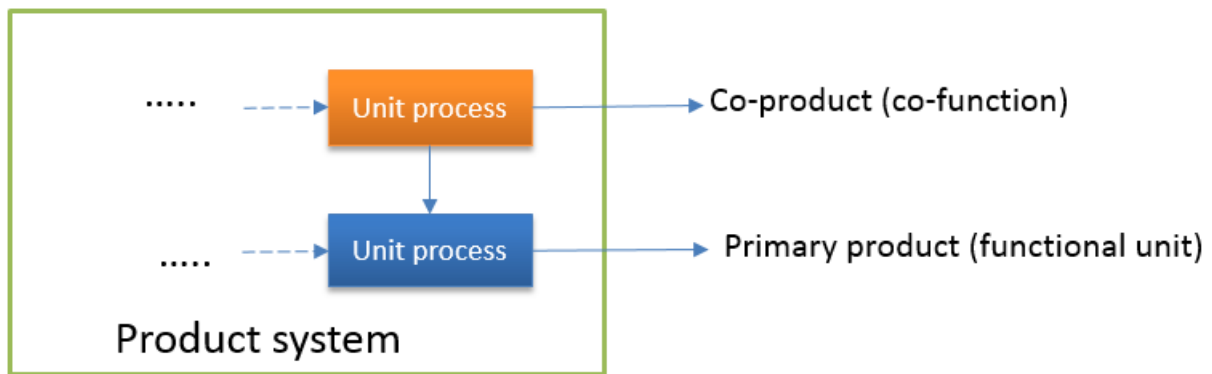 ..... Unit process Co-product (co-function)
..... Unit process Primary product (functional unit)
Product system